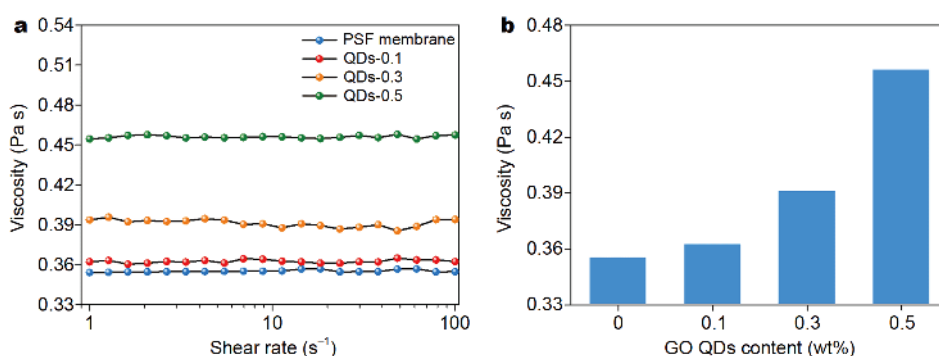 a
0.54
0.51
0.48
0.45
0.42
0.39
0.36
0.33
Viscosity (Pa s)
PSF membrane
QDs-0.1
QDs-0.3
QDs-0.5
1
10
100
Shear rate (s⁻¹)
b
0.48
0.45
0.42
0.39
0.36
0.33
Viscosity (Pa s)
0
0.1
0.3
0.5
GO QDs content (wt%)